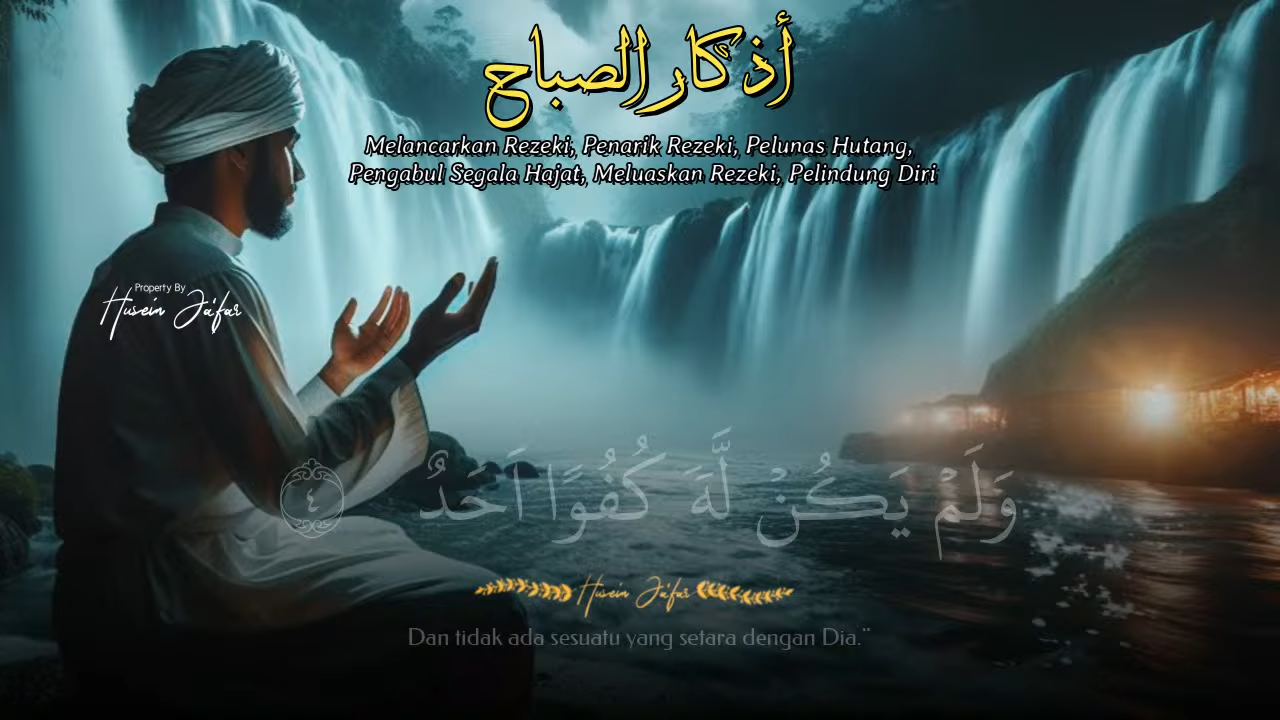 أذكار الصباح
Melancarkan Rezeki, Penarik Rezeki, Pelunas Hutang,
Pengabul Segala Hajat, Meluaskan Rezeki, Pelindung Diri
Property By
Husein Ja'far
وَلَمْ يَكُنْ لَّهٗ كُفُوًا اَحَدٌ ٤
Husein Ja'far
Dan tidak ada sesuatu yang setara dengan Dia."